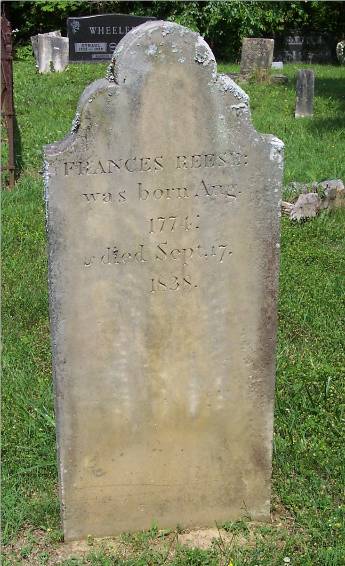 WHEELER
FRANCES REESE:
was born Aug.
1774:
& died Sept. 17.
1838.